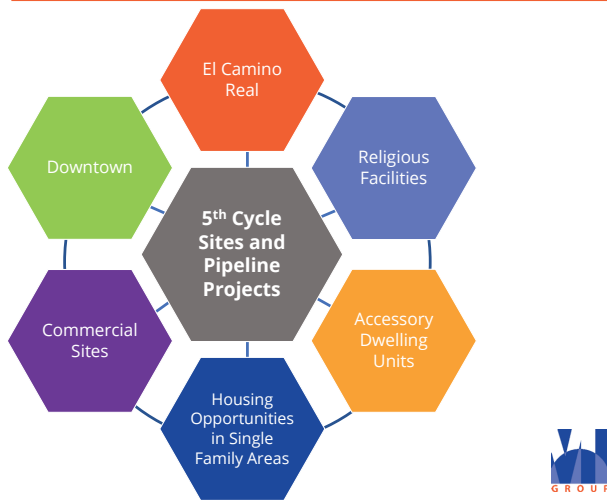 El Camino
Real
Downtown
Religious
Facilities
5th Cycle
Sites and
Pipeline
Projects
Commercial
Sites
Accessory
Dwelling
Units
Housing
Opportunities
in Single
Family Areas
GROUP